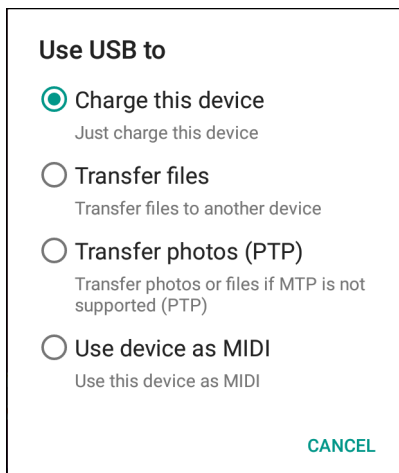 Use USB to
Charge this device
Just charge this device
Transfer files
Transfer files to another device
Transfer photos (PTP)
Transfer photos or files if MTP is not
supported (PTP)
Use device as MIDI
Use this device as MIDI
CANCEL